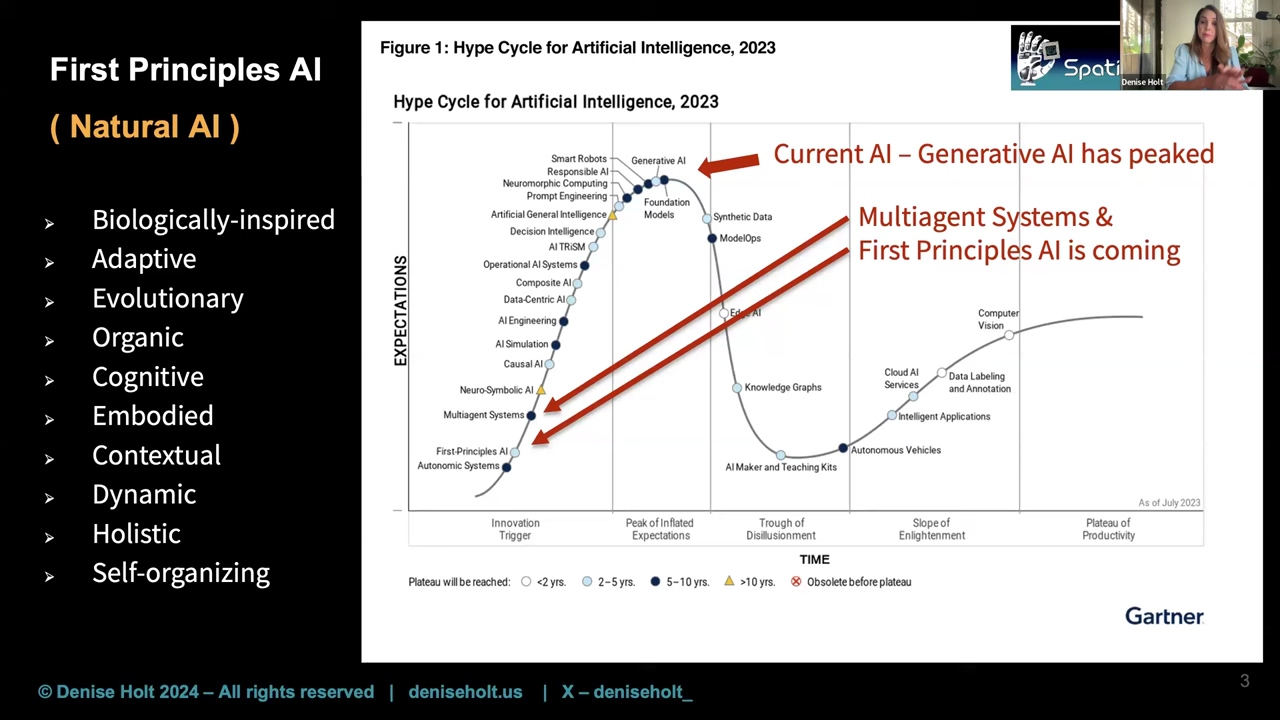 First Principles AI
( Natural AI )
➢ Biologically-inspired
➢ Adaptive
➢ Evolutionary
➢ Organic
➢ Cognitive
➢ Embodied
➢ Contextual
➢ Dynamic
➢ Holistic
➢ Self-organizing
Figure 1: Hype Cycle for Artificial Intelligence, 2023
Spati
Denise Holt
Hype Cycle for Artificial Intelligence, 2023
Current AI – Generative AI has peaked
Multiagent Systems &
First Principles AI is coming
EXPECTATIONS
Smart Robots
Responsible AI
Neuromorphic Computing
Prompt Engineering
Artificial General Intelligence
Decision Intelligence
AI TRiSM
Operational AI Systems
Composite AI
Data-Centric AI
AI Engineering
AI Simulation
Causal AI
Neuro-Symbolic AI
Multiagent Systems
First-Principles AI
Autonomic Systems
Generative AI
Foundation
Models
Synthetic Data
ModelOps
Edge AI
Knowledge Graphs
AI Maker and Teaching Kits
Autonomous Vehicles
Intelligent Applications
Cloud AI
Services
Data Labeling
and Annotation
Computer
Vision
As of July 2023
Innovation
Trigger
Peak of Inflated
Expectations
Trough of
Disillusionment
Slope of
Enlightenment
Plateau of
Productivity
TIME
Plateau will be reached: <2 yrs. 2–5 yrs. 5–10 yrs. >10 yrs. Obsolete before plateau
Gartner
© Denise Holt 2024 – All rights reserved | deniseholt.us | X – deniseholt_
3